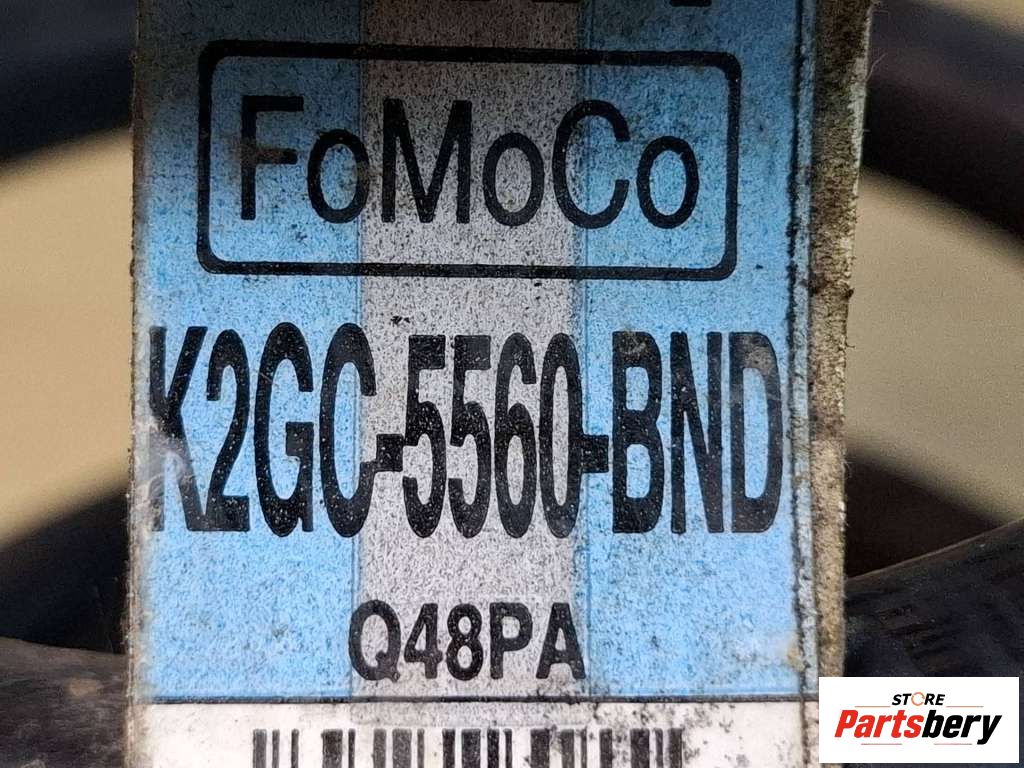 FoMoCo
K2GC-5560-BND
Q48PA
STORE
Partsbery